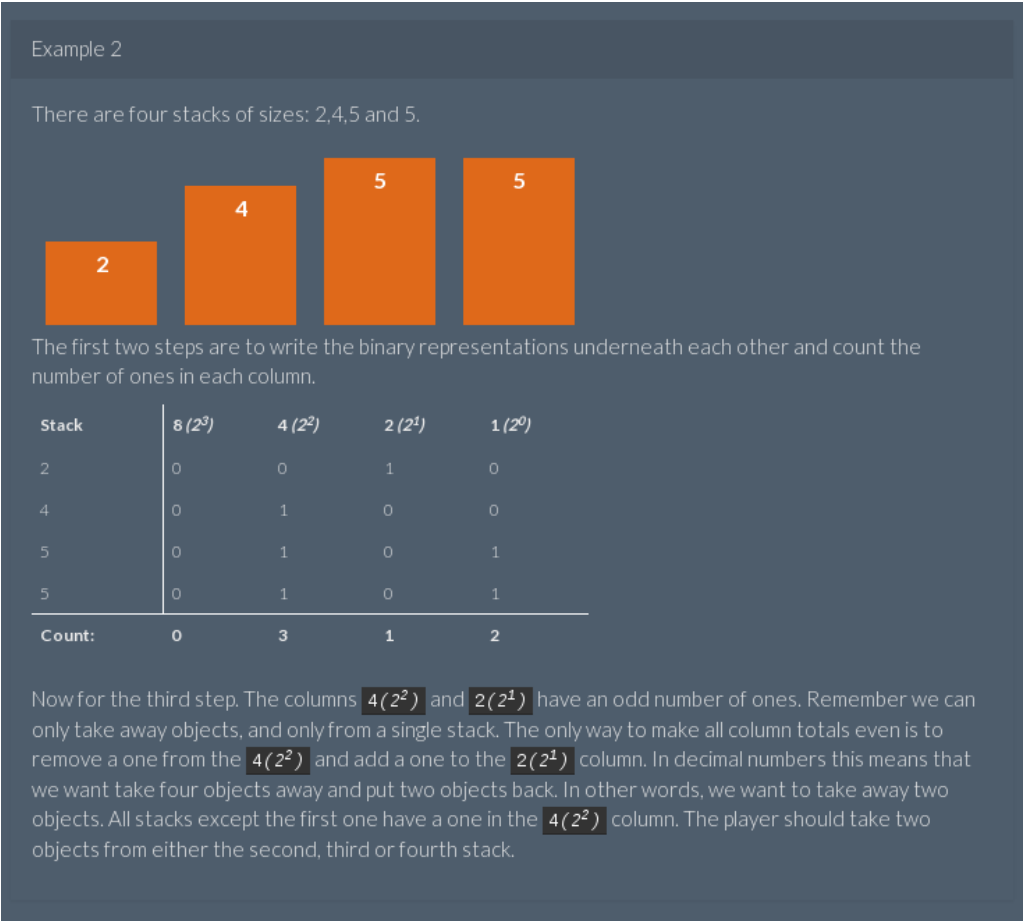 Example 2
There are four stacks of sizes: 2,4,5 and 5.
2
4
5
5
The first two steps are to write the binary representations underneath each other and count the
number of ones in each column.
Stack 8 (2³) 4 (2²) 2 (2¹) 1 (2⁰)
2 0 0 1 0
4 0 1 0 0
5 0 1 0 1
5 0 1 0 1
Count: 0 3 1 2
Now for the third step. The columns 4(2²) and 2(2¹) have an odd number of ones. Remember we can
only take away objects, and only from a single stack. The only way to make all column totals even is to
remove a one from the 4(2²) and add a one to the 2(2¹) column. In decimal numbers this means that
we want take four objects away and put two objects back. In other words, we want to take away two
objects. All stacks except the first one have a one in the 4(2²) column. The player should take two
objects from either the second, third or fourth stack.